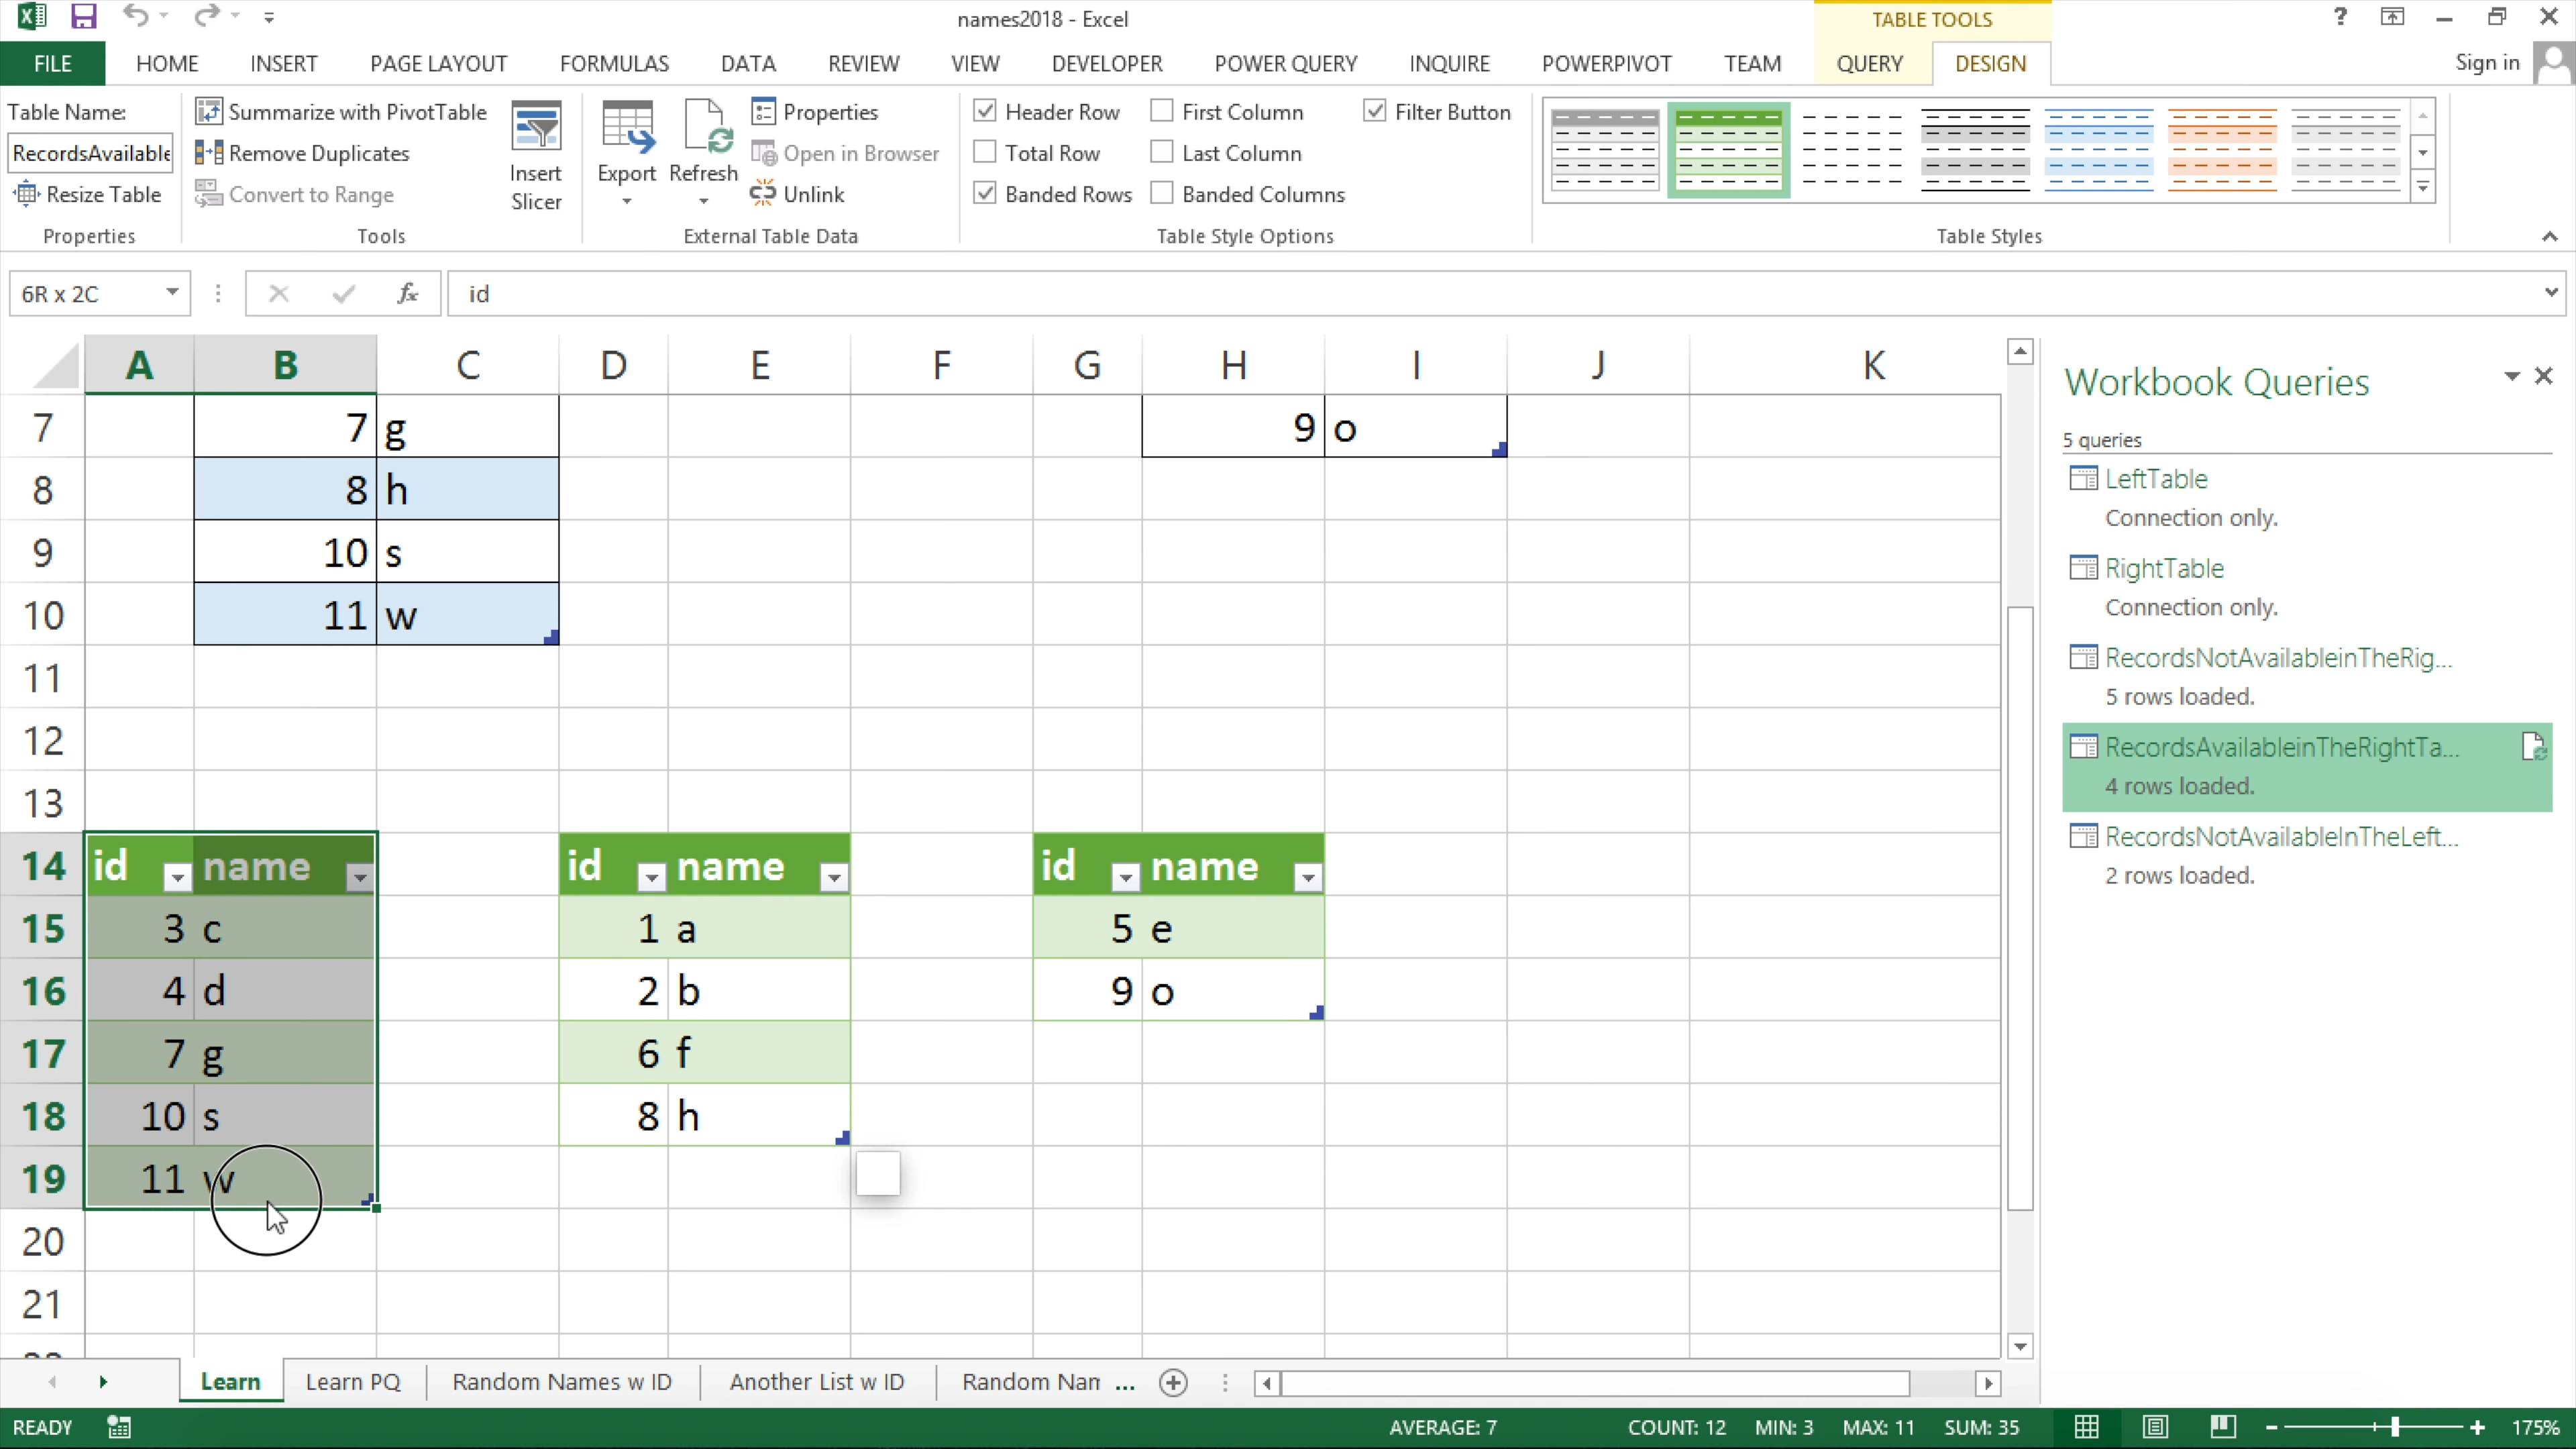 names2018 - Excel
TABLE TOOLS
FILE HOME INSERT PAGE LAYOUT FORMULAS DATA REVIEW VIEW DEVELOPER POWER QUERY INQUIRE POWERPIVOT TEAM QUERY DESIGN Sign in
Table Name:
RecordsAvailable
Resize Table
Properties
Summarize with PivotTable
Remove Duplicates
Convert to Range
Insert
Slicer
Tools
Export
Refresh
Properties
Open in Browser
Unlink
External Table Data
Header Row
First Column
Filter Button
Total Row
Last Column
Banded Rows
Banded Columns
Table Style Options
Table Styles
6R x 2C
fx
id
A B C D E F G H I J K
7 7 g 9 o
8 8 h
9 10 s
10 11 w
11
12
13
14 id name id name id name
15 3 c 1 a 5 e
16 4 d 2 b 9 o
17 7 g 6 f
18 10 s 8 h
19 11 w
20
21
Workbook Queries
5 queries
LeftTable
Connection only.
RightTable
Connection only.
RecordsNotAvailableinTheRig...
5 rows loaded.
RecordsAvailableinTheRightTa...
4 rows loaded.
RecordsNotAvailableInTheLeft...
2 rows loaded.
Learn Learn PQ Random Names w ID Another List w ID Random Nam ...
READY AVERAGE: 7 COUNT: 12 MIN: 3 MAX: 11 SUM: 35 175%